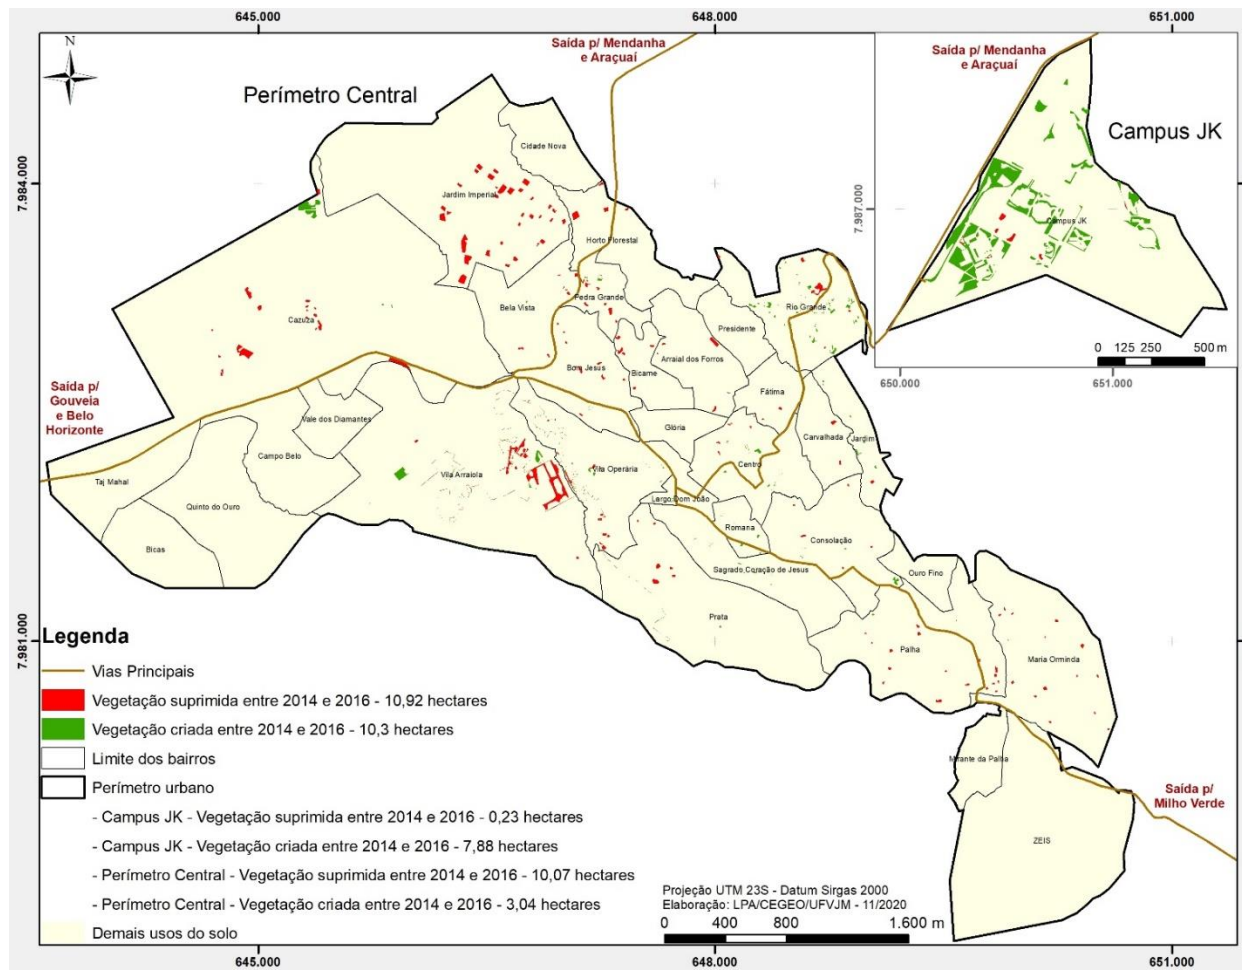 645.000
648.000
651.000
N
Saída p/ Mendanha
e Araçuaí
Saída p/ Mendanha
e Araçuaí
Perímetro Central
Campus JK
Cidade Nova
7.984.000
Jardim Imperial
7.987.000
Campus JK
Horto Florestal
Pedra Grande
Rio Grande
Bela Vista
Cazuza
Presidente
0 125 250 500 m
Arraial dos Forros
Bom Jesus
Bicame
650.000
651.000
Saída p/
Gouveia
e Belo
Horizonte
Fátima
Vale dos Diamantes
Glória
Carvalhada
Jardim
Campo Belo
Centro
Vila Arraiola
Vila Operária
Taj Mahal
Largo Dom João
Quinto do Ouro
Romana
Consolação
Bicas
Sagrado Coração de Jesus
Ouro Fino
Prata
7.981.000
Palha
Maria Orminda
Legenda
Vias Principais
Vegetação suprimida entre 2014 e 2016 - 10,92 hectares
Vegetação criada entre 2014 e 2016 - 10,3 hectares
Limite dos bairros
Mirante da Palha
Perímetro urbano
Saída p/
Milho Verde
- Campus JK - Vegetação suprimida entre 2014 e 2016 - 0,23 hectares
- Campus JK - Vegetação criada entre 2014 e 2016 - 7,88 hectares
ZEIS
- Perímetro Central - Vegetação suprimida entre 2014 e 2016 - 10,07 hectares
- Perímetro Central - Vegetação criada entre 2014 e 2016 - 3,04 hectares
Demais usos do solo
Projeção UTM 23S - Datum Sirgas 2000
Elaboração: LPA/CEGEO/UFVJM - 11/2020
0 400 800 1.600 m
645.000
648.000
651.000